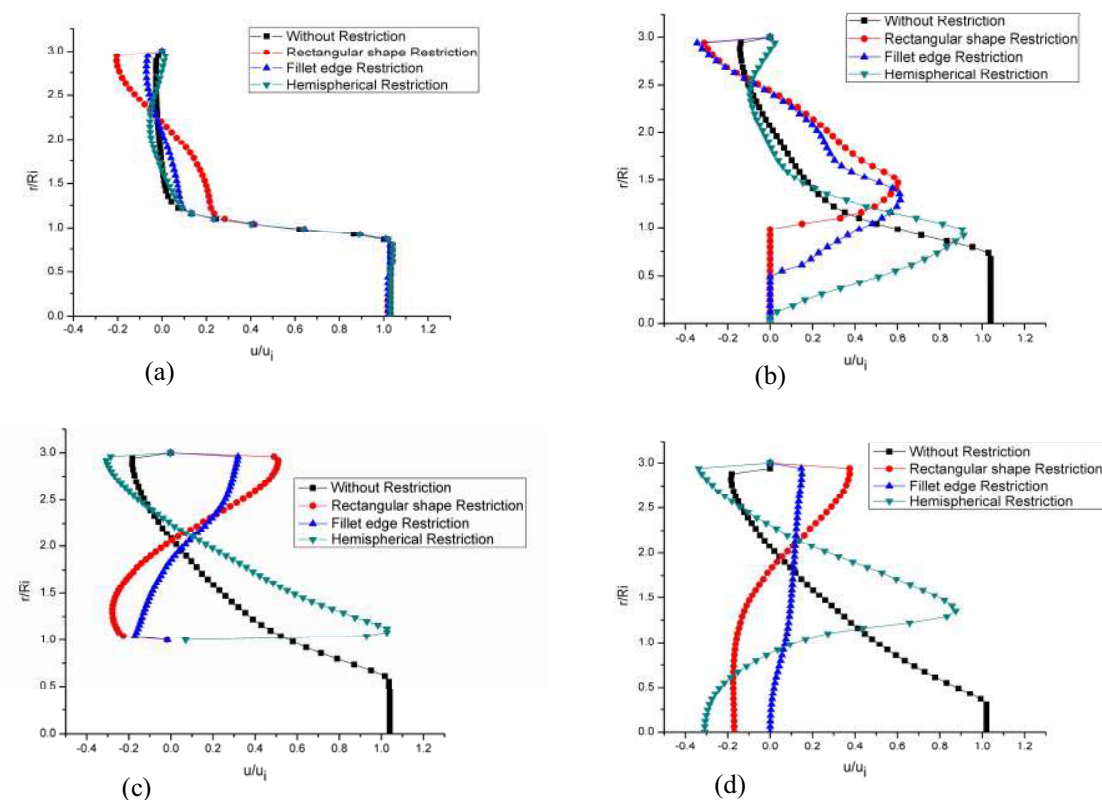 Without Restriction
Rectangular shape Restriction
Fillet edge Restriction
Hemispherical Restriction
3.0
2.5
2.0
1.5
1.0
0.5
0.0
r/Ri
-0.4 -0.2 0.0 0.2 0.4 0.6 0.8 1.0 1.2
u/ui
(a)
Without Restriction
Rectangular shape Restriction
Fillet edge Restriction
Hemispherical Restriction
3.0
2.5
2.0
1.5
1.0
0.5
0.0
r/Ri
-0.4 -0.2 0.0 0.2 0.4 0.6 0.8 1.0 1.2
u/ui
(b)
Without Restriction
Rectangular shape Restriction
Fillet edge Restriction
Hemispherical Restriction
3.0
2.5
2.0
1.5
1.0
0.5
0.0
r/Ri
-0.4 -0.2 0.0 0.2 0.4 0.6 0.8 1.0 1.2
u/ui
(c)
Without Restriction
Rectangular shape Restriction
Fillet edge Restriction
Hemispherical Restriction
3.0
2.5
2.0
1.5
1.0
0.5
0.0
r/Ri
-0.4 -0.2 0.0 0.2 0.4 0.6 0.8 1.0 1.2
u/ui
(d)